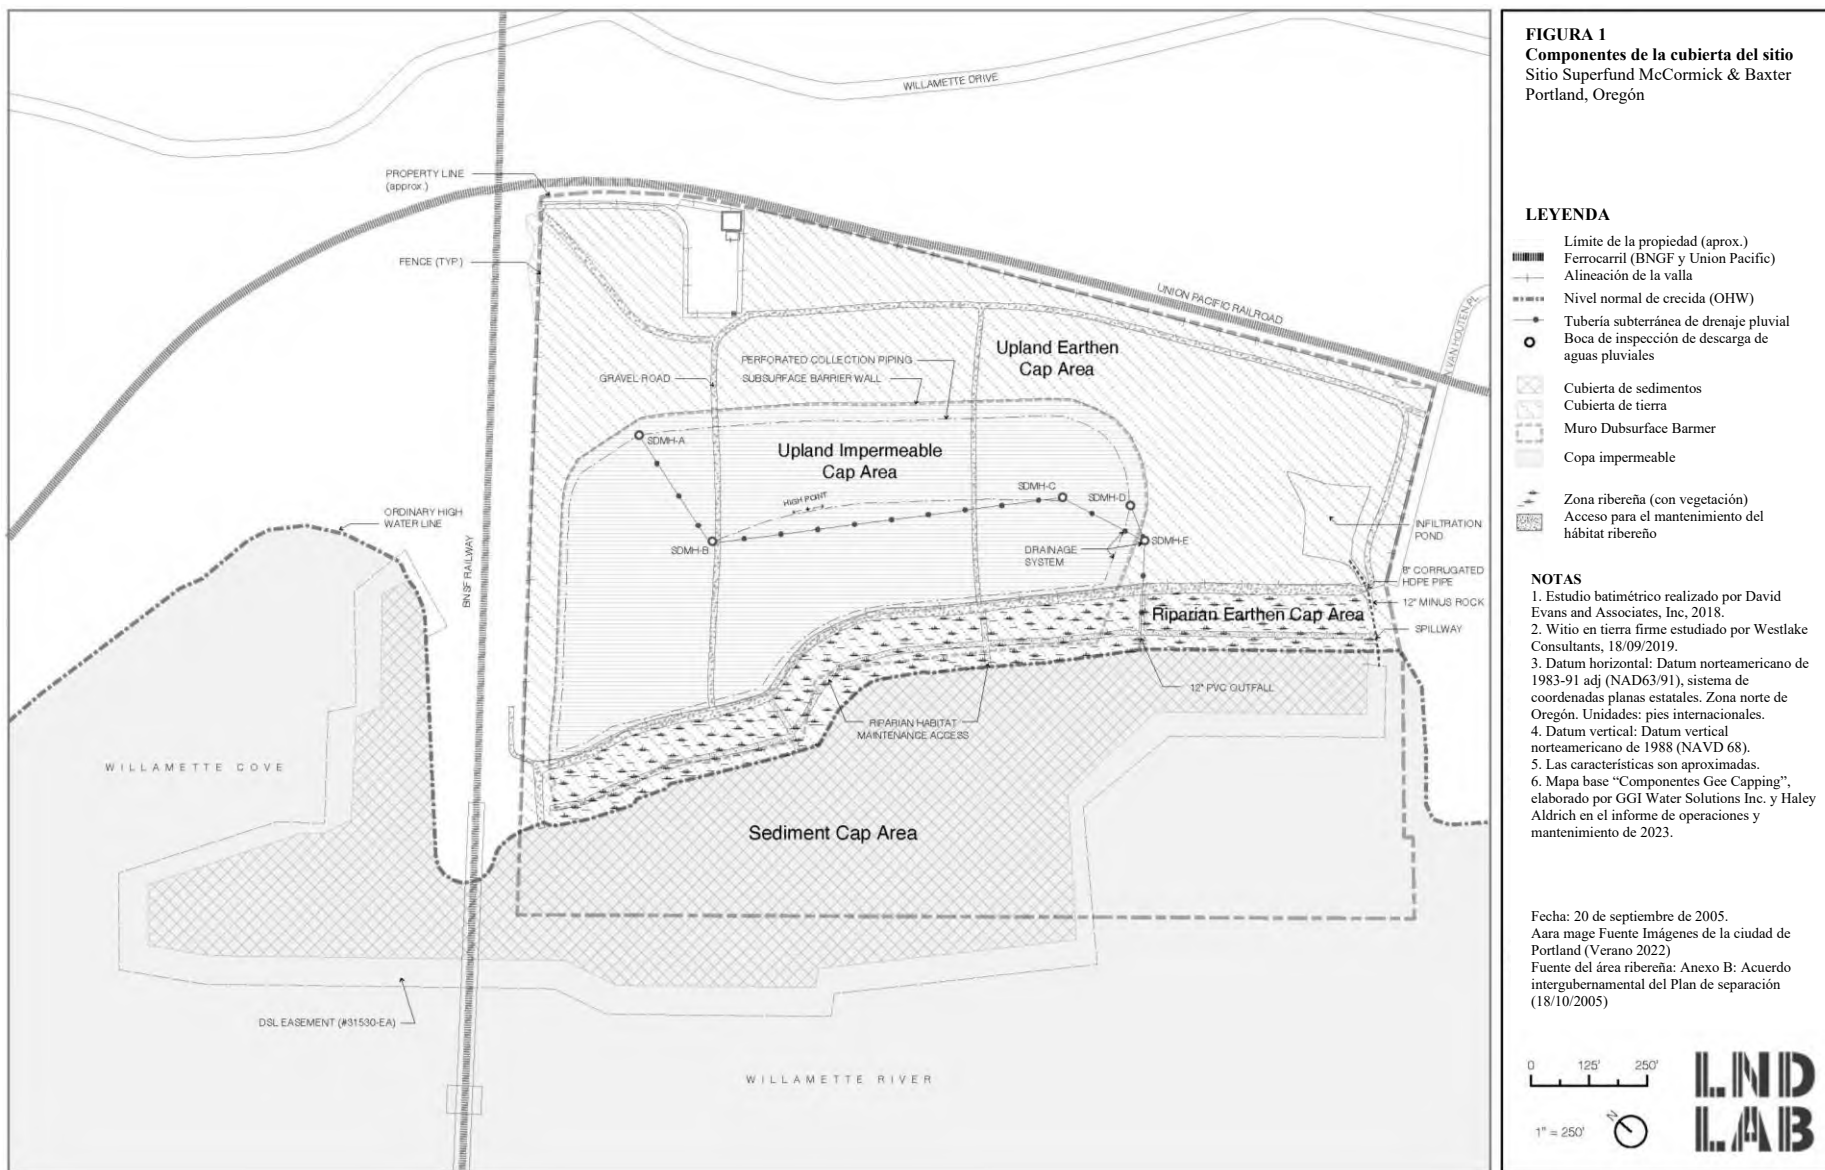 WILLAMETTE DRIVE
PROPERTY LINE
(approx.)
FENCE (TYP.)
UNION PACIFIC RAILROAD
N VAN HOUTEN PL
Upland Earthen
Cap Area
PERFORATED COLLECTION PIPING
GRAVEL ROAD
SUBSURFACE BARRIER WALL
SDMH-A
Upland Impermeable
Cap Area
HIGH POINT
SDMH-C
SDMH-D
ORDINARY HIGH
WATER LINE
SDMH-B
SDMH-E
DRAINAGE
SYSTEM
INFILTRATION
POND
BNSF RAILWAY
8" CORRUGATED
HDPE PIPE
12" MINUS ROCK
Riparian Earthen Cap Area
SPILLWAY
12" PVC OUTFALL
RIPARIAN HABITAT
MAINTENANCE ACCESS
WILLAMETTE COVE
Sediment Cap Area
DSL EASEMENT (#31530-EA)
WILLAMETTE RIVER
FIGURA 1
Componentes de la cubierta del sitio
Sitio Superfund McCormick & Baxter
Portland, Oregón
LEYENDA
Límite de la propiedad (aprox.)
Ferrocarril (BNGF y Union Pacific)
Alineación de la valla
Nivel normal de crecida (OHW)
Tubería subterránea de drenaje pluvial
Boca de inspección de descarga de
aguas pluviales
Cubierta de sedimentos
Cubierta de tierra
Muro Dubsurface Barmer
Copa impermeable
Zona ribereña (con vegetación)
Acceso para el mantenimiento del
hábitat ribereño
NOTAS
1. Estudio batimétrico realizado por David
Evans and Associates, Inc, 2018.
2. Witio en tierra firme estudiado por Westlake
Consultants, 18/09/2019.
3. Datum horizontal: Datum norteamericano de
1983-91 adj (NAD63/91), sistema de
coordenadas planas estatales. Zona norte de
Oregón. Unidades: pies internacionales.
4. Datum vertical: Datum vertical
norteamericano de 1988 (NAVD 68).
5. Las características son aproximadas.
6. Mapa base “Componentes Gee Capping”,
elaborado por GGI Water Solutions Inc. y Haley
Aldrich en el informe de operaciones y
mantenimiento de 2023.
Fecha: 20 de septiembre de 2005.
Aara mage Fuente Imágenes de la ciudad de
Portland (Verano 2022)
Fuente del área ribereña: Anexo B: Acuerdo
intergubernamental del Plan de separación
(18/10/2005)
0 125' 250'
1" = 250'
N
LND
LAB